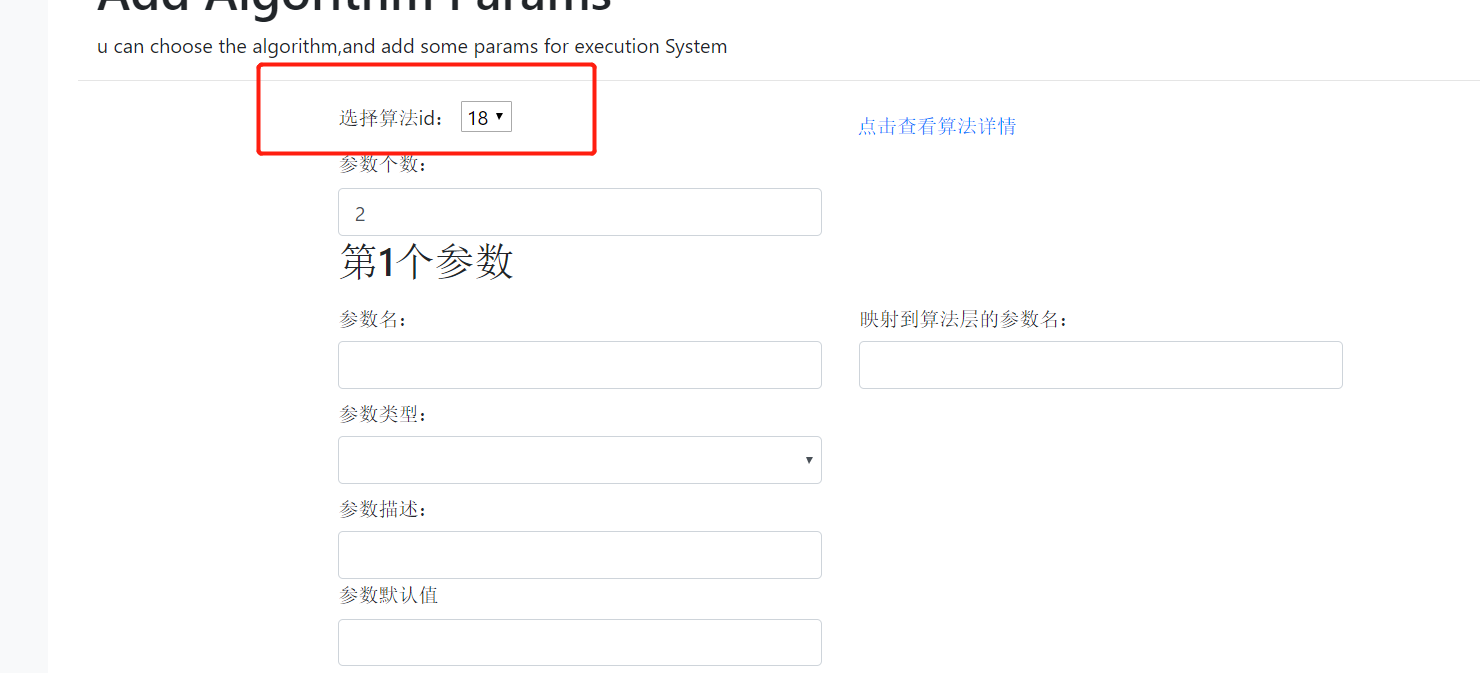 Add Algorithm Params
u can choose the algorithm,and add some params for execution System
选择算法id： 18
点击查看算法详情
参数个数：
2
第1个参数
参数名：
映射到算法层的参数名：
参数类型：
参数描述：
参数默认值